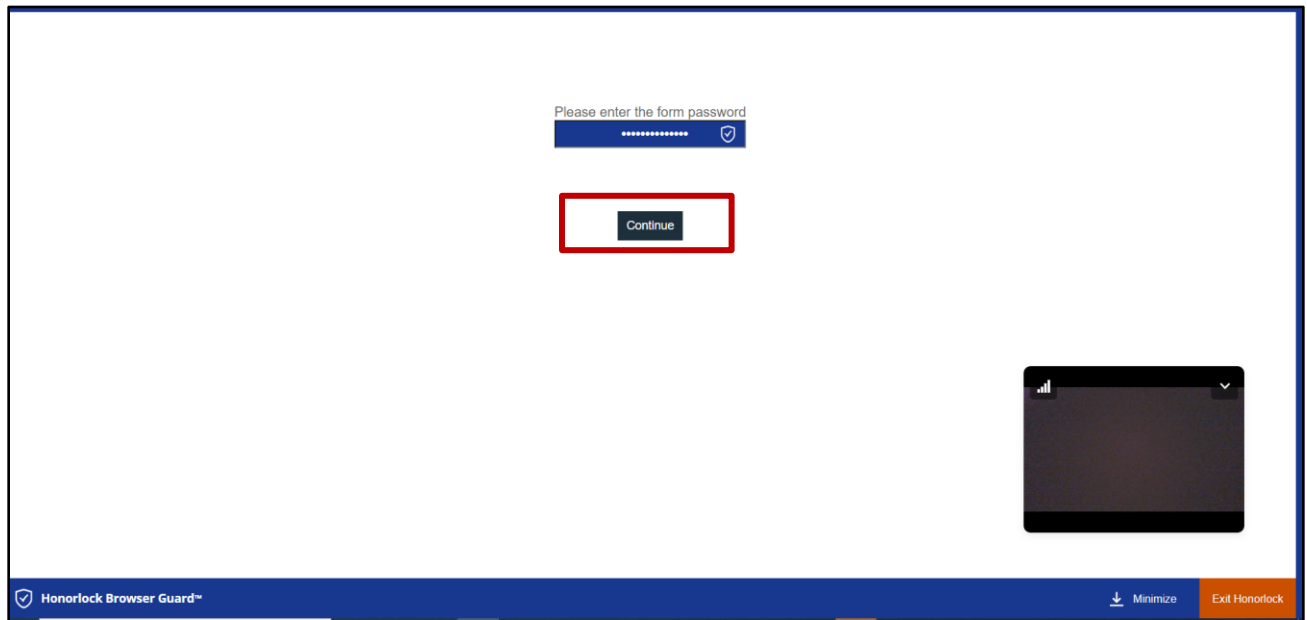 Please enter the form password
••••••••••••••
Continue
Honorlock Browser Guard™
Minimize
Exit Honorlock